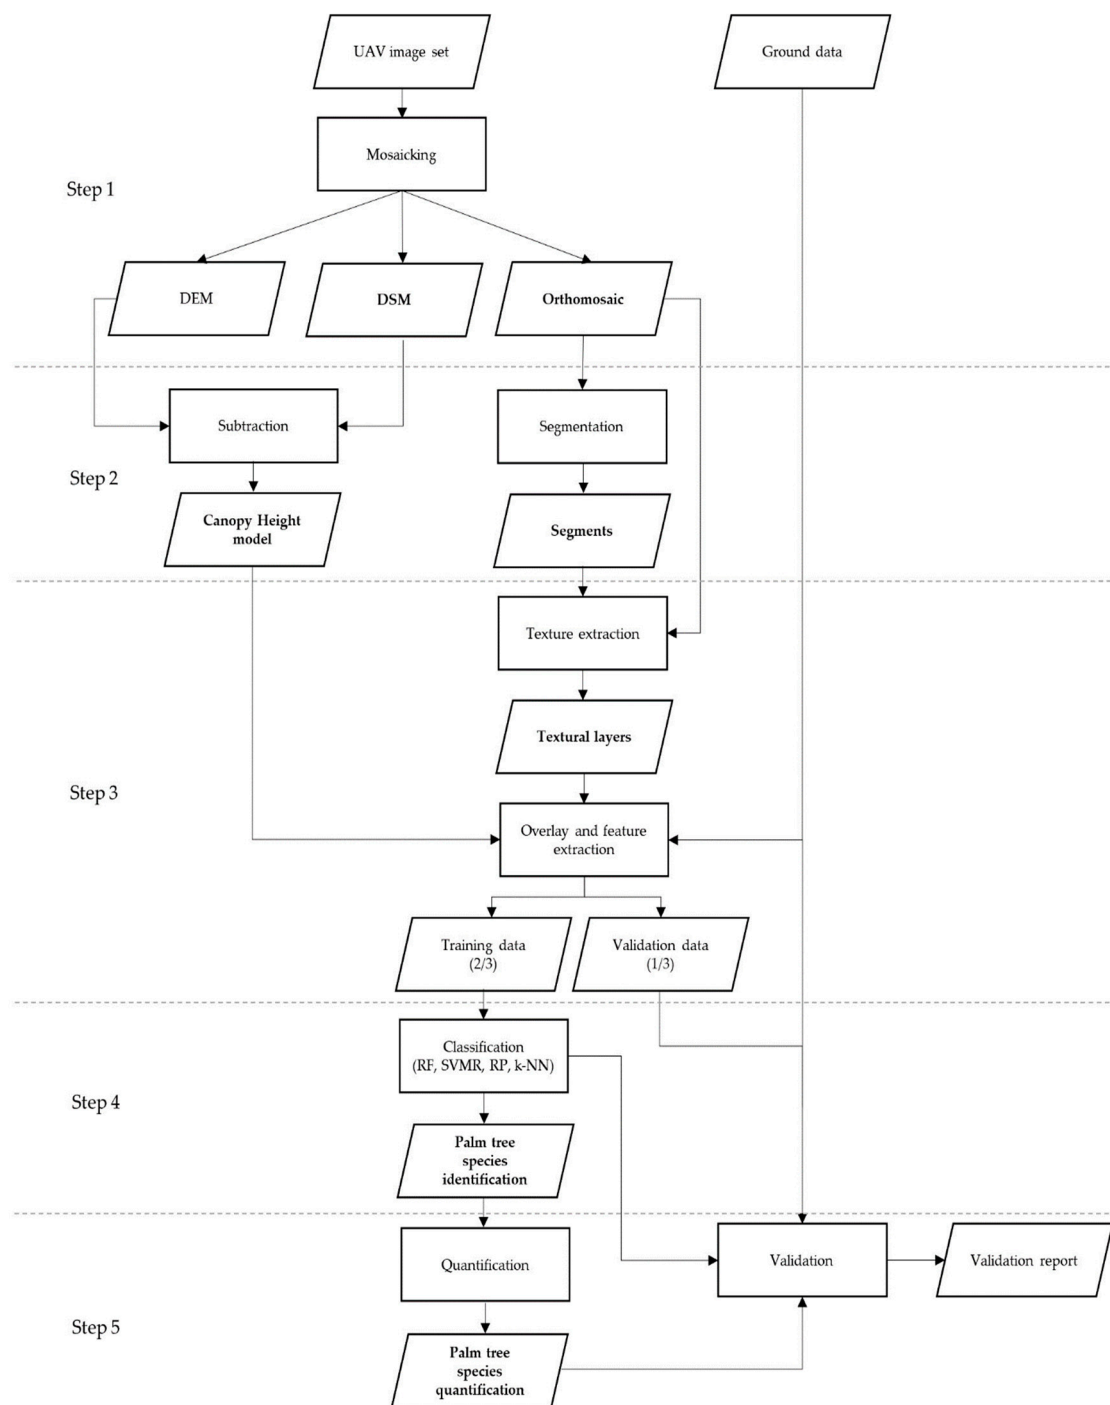 UAV image set
Ground data
Mosaicking
Step 1
DEM
DSM
Orthomosaic
Subtraction
Segmentation
Step 2
Canopy Height
model
Segments
Texture extraction
Textural layers
Step 3
Overlay and feature
extraction
Training data
(2/3)
Validation data
(1/3)
Classification
(RF, SVMR, RP, k-NN)
Step 4
Palm tree
species
identification
Quantification
Validation
Validation report
Step 5
Palm tree
species
quantification